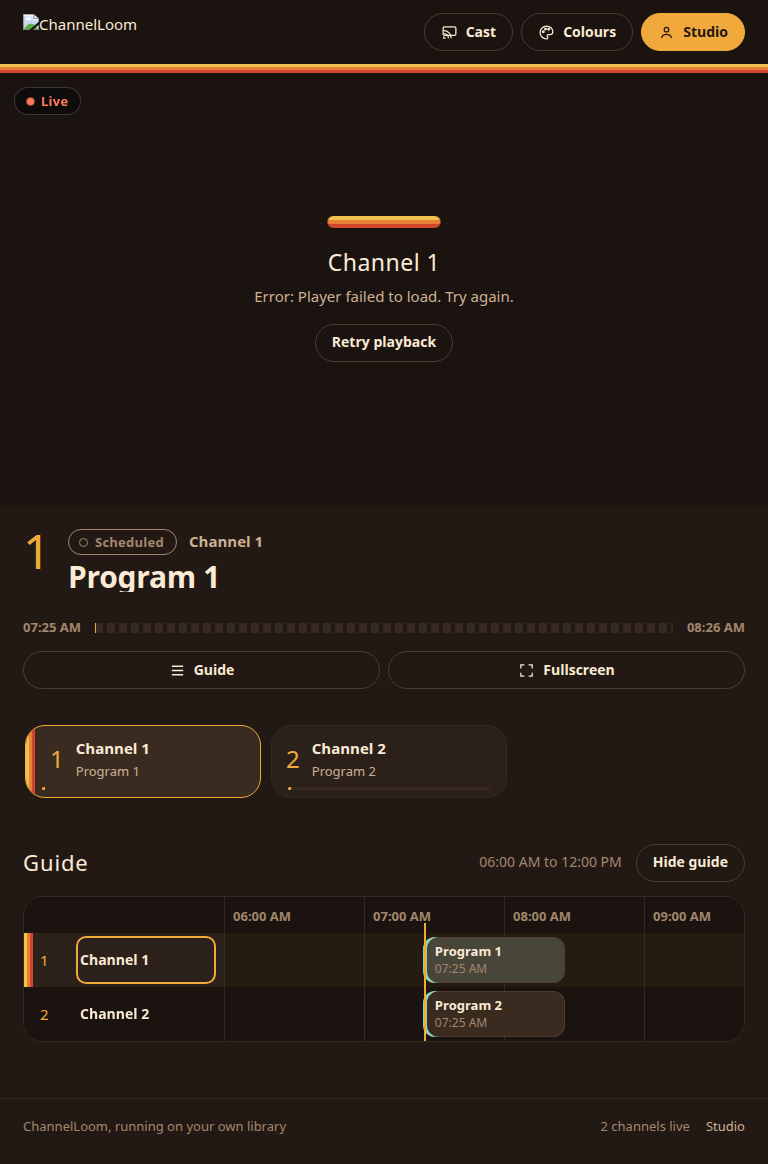 ChannelLoom
Cast
Colours
Studio
Live
Channel 1
Error: Player failed to load. Try again.
Retry playback
1
Scheduled
Channel 1
Program 1
07:25 AM
08:26 AM
Guide
Fullscreen
1
Channel 1
Program 1
2
Channel 2
Program 2
Guide
06:00 AM to 12:00 PM
Hide guide
06:00 AM
07:00 AM
08:00 AM
09:00 AM
1
Channel 1
Program 1
07:25 AM
2
Channel 2
Program 2
07:25 AM
ChannelLoom, running on your own library
2 channels live
Studio